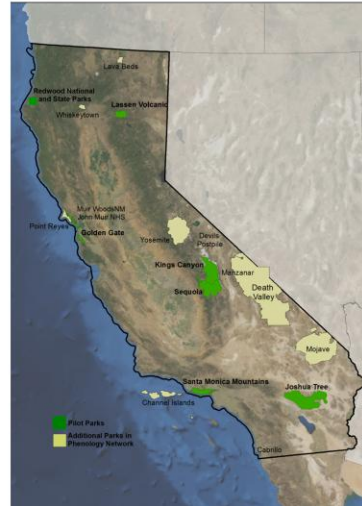 Lava Beds
Redwood National
and State Parks
Lassen Volcanic
Whiskeytown
Muir WoodsNM
John Muir NHS
Point Reyes
Golden Gate
Yosemite
Devils
Postpile
Kings Canyon
Manzanar
Sequoia
Death
Valley
Mojave
Santa Monica Mountains
Joshua Tree
Channel Islands
Cabrillo
Pilot Parks
Additional Parks in
Phenology Network